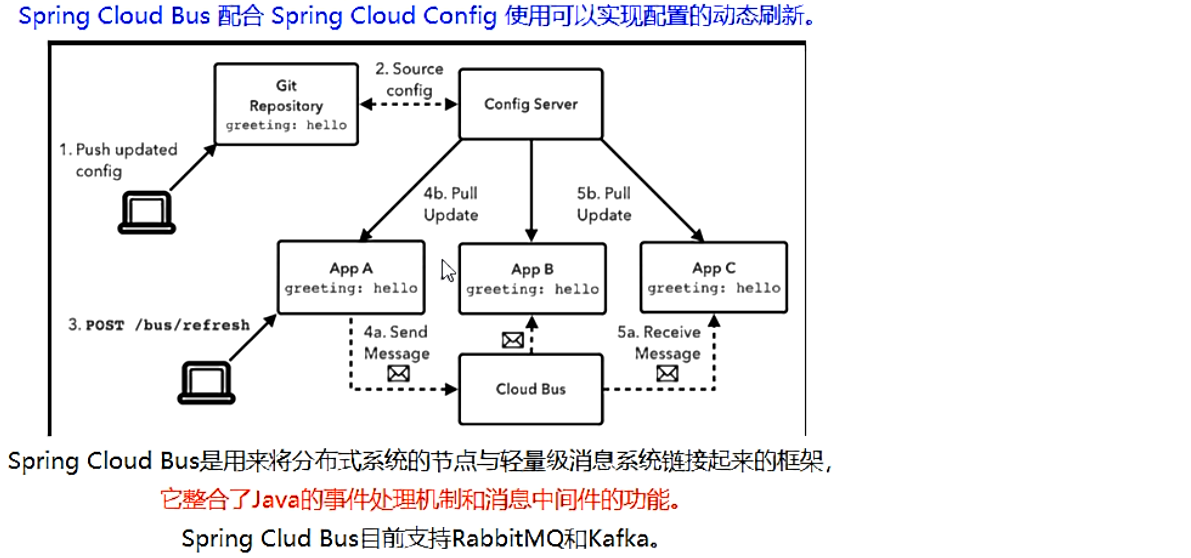 Spring Cloud Bus 配合 Spring Cloud Config 使用可以实现配置的动态刷新。
2. Source
config
Git
Repository
greeting: hello
Config Server
1. Push updated
config
4b. Pull
Update
5b. Pull
Update
App A
greeting: hello
App B
greeting: hello
App C
greeting: hello
3. POST /bus/refresh
4a. Send
Message
5a. Receive
Message
Cloud Bus
Spring Cloud Bus是用来将分布式系统的节点与轻量级消息系统链接起来的框架，
它整合了Java的事件处理机制和消息中间件的功能。
Spring Clud Bus目前支持RabbitMQ和Kafka。